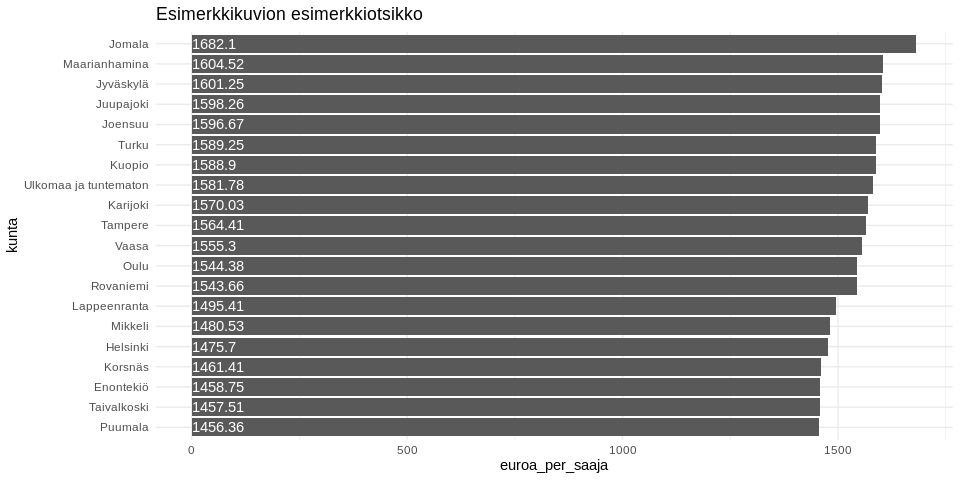 Esimerkkikuvion esimerkkiotsikko
kunta
Jomala 1682.1
Maarianhamina 1604.52
Jyväskylä 1601.25
Juupajoki 1598.26
Joensuu 1596.67
Turku 1589.25
Kuopio 1588.9
Ulkomaa ja tuntematon 1581.78
Karijoki 1570.03
Tampere 1564.41
Vaasa 1555.3
Oulu 1544.38
Rovaniemi 1543.66
Lappeenranta 1495.41
Mikkeli 1480.53
Helsinki 1475.7
Korsnäs 1461.41
Enontekiö 1458.75
Taivalkoski 1457.51
Puumala 1456.36
0 500 1000 1500
euroa_per_saaja